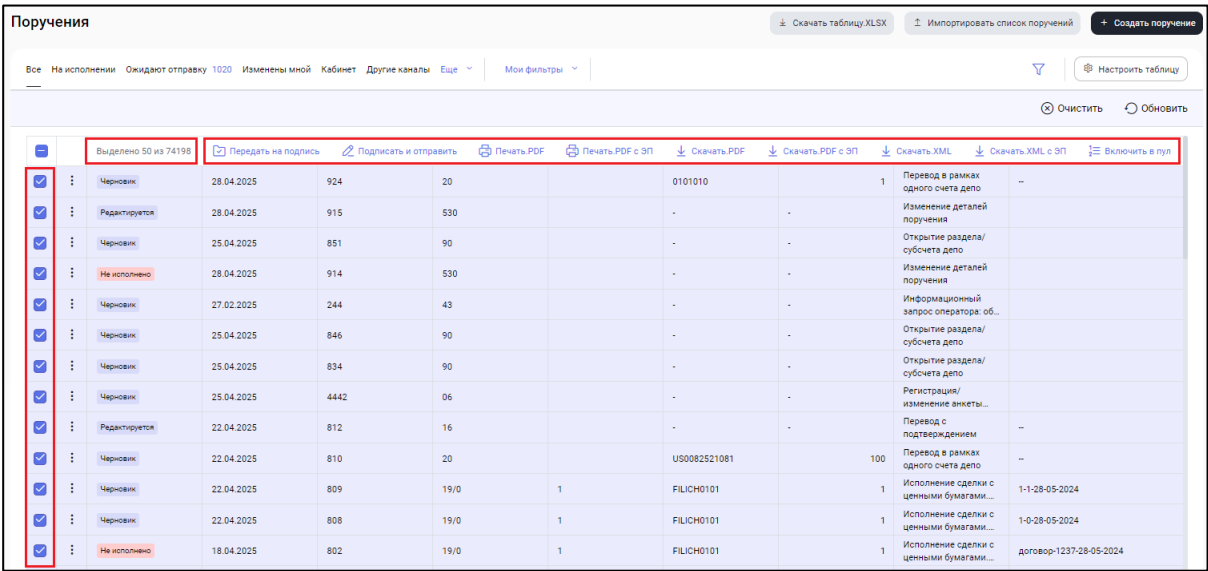 Поручения
Скачать таблицу.XLSX Импортировать список поручений + Создать поручение
Все На исполнении Ожидают отправку 1020 Изменены мной Кабинет Другие каналы Еще Мои фильтры Настроить таблицу
Очистить Обновить
Выделено 50 из 74198 Передать на подпись Подписать и отправить Печать.PDF Печать.PDF с ЭП Скачать.PDF Скачать.PDF с ЭП Скачать.XML Скачать.XML с ЭП Включить в пул
Черновик 28.04.2025 924 20 0101010 1 Перевод в рамках
одного счета депо --
Редактируется 28.04.2025 915 530 - - Изменение деталей
поручения
Черновик 25.04.2025 851 90 - - Открытие раздела/
субсчета депо
Не исполнено 28.04.2025 914 530 - - Изменение деталей
поручения
Черновик 27.02.2025 244 43 - - Информационный
запрос оператора: об...
Черновик 25.04.2025 846 90 - - Открытие раздела/
субсчета депо
Черновик 25.04.2025 834 90 - - Открытие раздела/
субсчета депо
Черновик 25.04.2025 4442 06 - - Регистрация/
изменение анкеты...
Редактируется 22.04.2025 812 16 - - Перевод с
подтверждением --
Черновик 22.04.2025 810 20 US0082521081 100 Перевод в рамках
одного счета депо --
Черновик 22.04.2025 809 19/0 1 FILICH0101 1 Исполнение сделки с
ценными бумагами.... 1-1-28-05-2024
Черновик 22.04.2025 808 19/0 1 FILICH0101 1 Исполнение сделки с
ценными бумагами.... 1-0-28-05-2024
Не исполнено 18.04.2025 802 19/0 1 FILICH0101 1 Исполнение сделки с
ценными бумагами.... договор-1237-28-05-2024